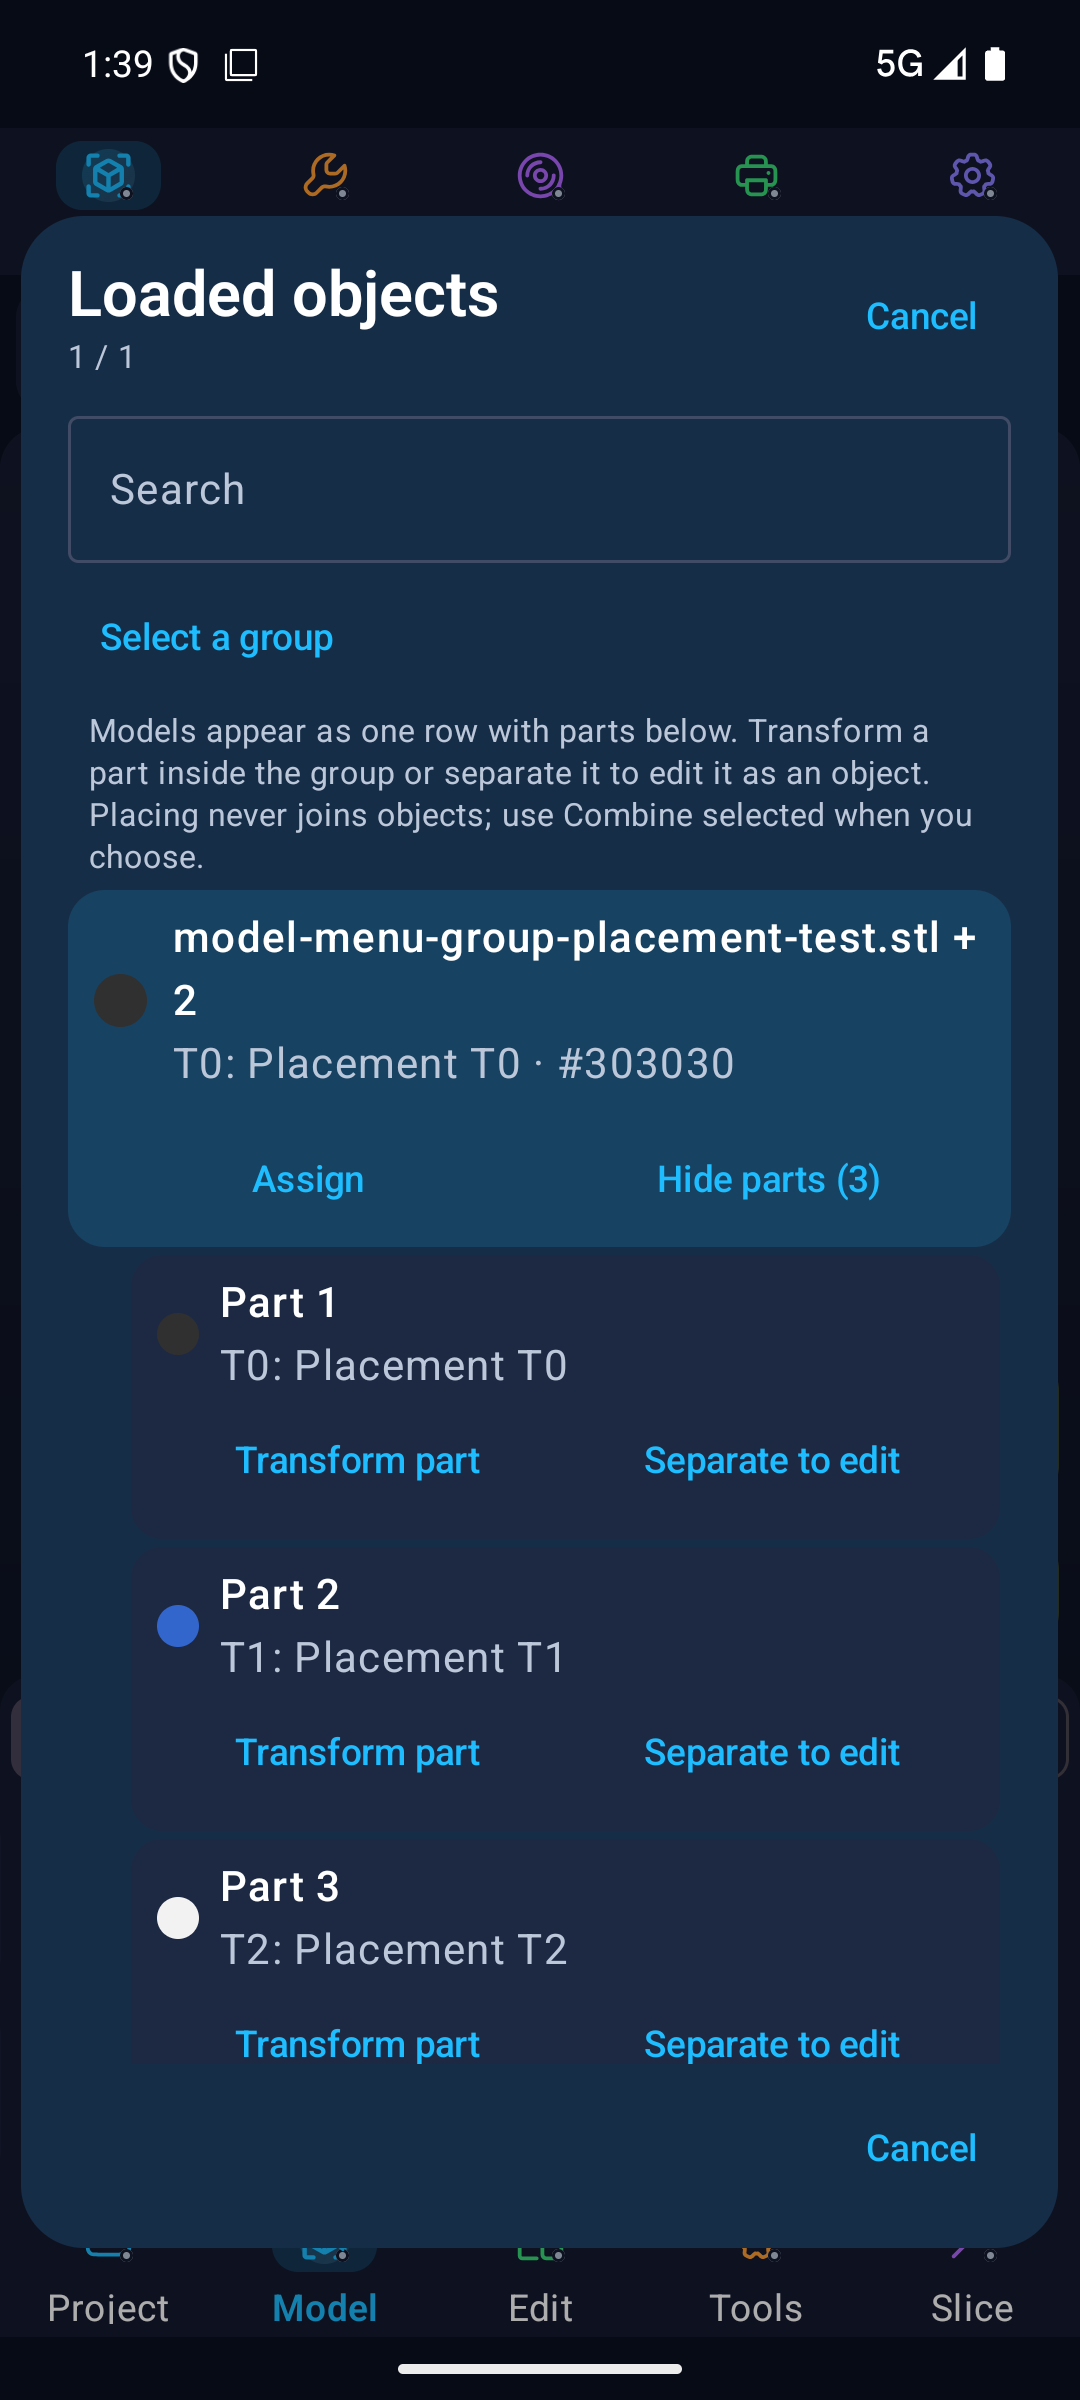 1:39
5G
Loaded objects
Cancel
1 / 1
Search
Select a group
Models appear as one row with parts below. Transform a
part inside the group or separate it to edit it as an object.
Placing never joins objects; use Combine selected when you
choose.
model-menu-group-placement-test.stl +
2
T0: Placement T0 · #303030
Assign
Hide parts (3)
Part 1
T0: Placement T0
Transform part
Separate to edit
Part 2
T1: Placement T1
Transform part
Separate to edit
Part 3
T2: Placement T2
Transform part
Separate to edit
Cancel
Project
Model
Edit
Tools
Slice